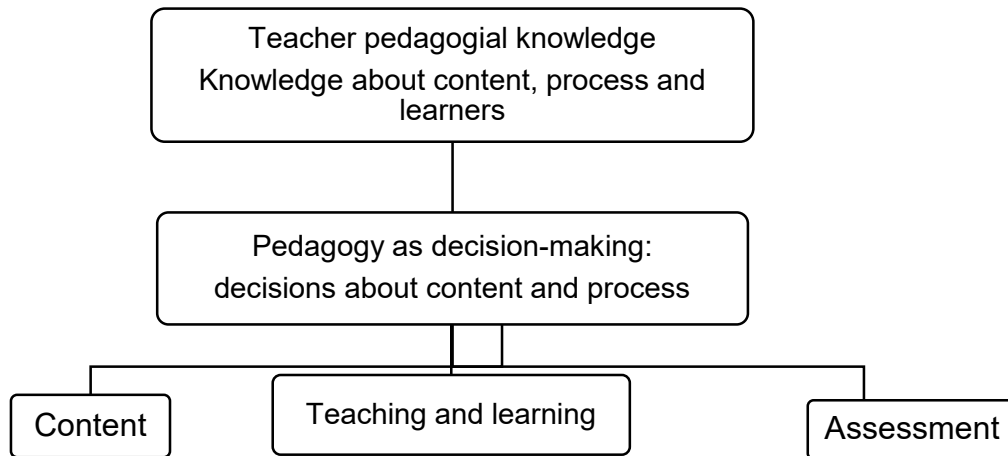 Teacher pedagogial knowledge
Knowledge about content, process and
learners
Pedagogy as decision-making:
decisions about content and process
Content
Teaching and learning
Assessment